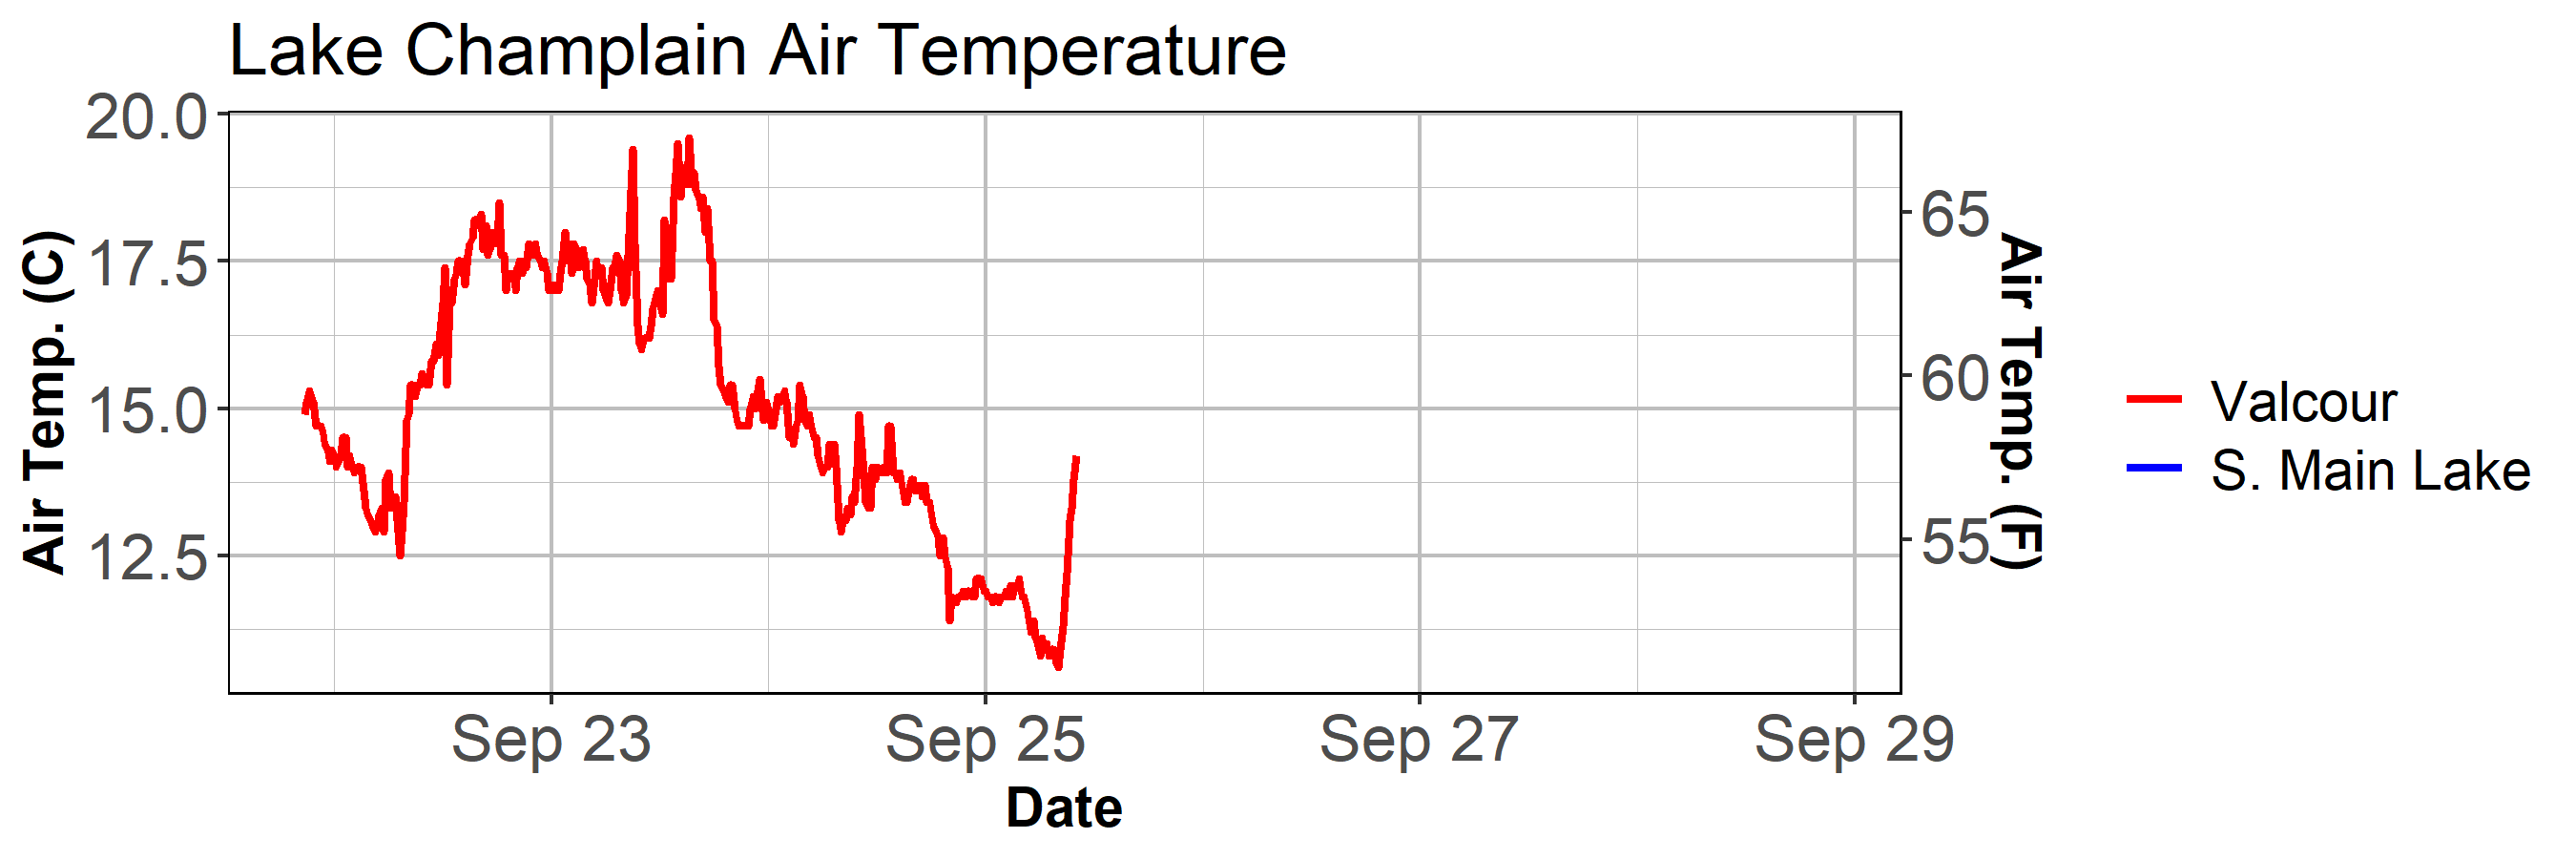 Lake Champlain Air Temperature
Air Temp. (C)
20.0
17.5
15.0
12.5
65
60
55
Air Temp. (F)
Valcour
S. Main Lake
Sep 23
Sep 25
Sep 27
Sep 29
Date